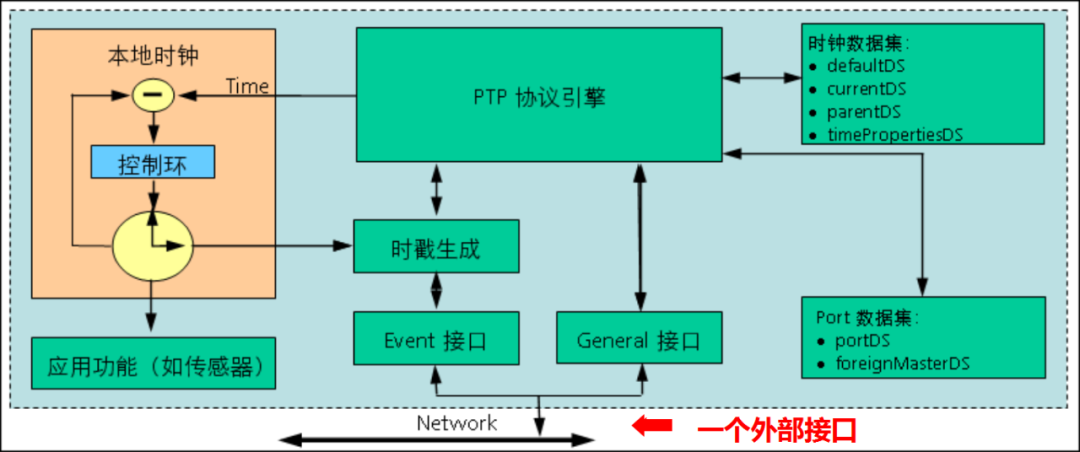 本地时钟
Time
控制环
应用功能（如传感器）
PTP 协议引擎
时戳生成
Event 接口
General 接口
时钟数据集：
● defaultDS
● currentDS
● parentDS
● timePropertiesDS
Port 数据集：
● portDS
● foreignMasterDS
Network
一个外部接口